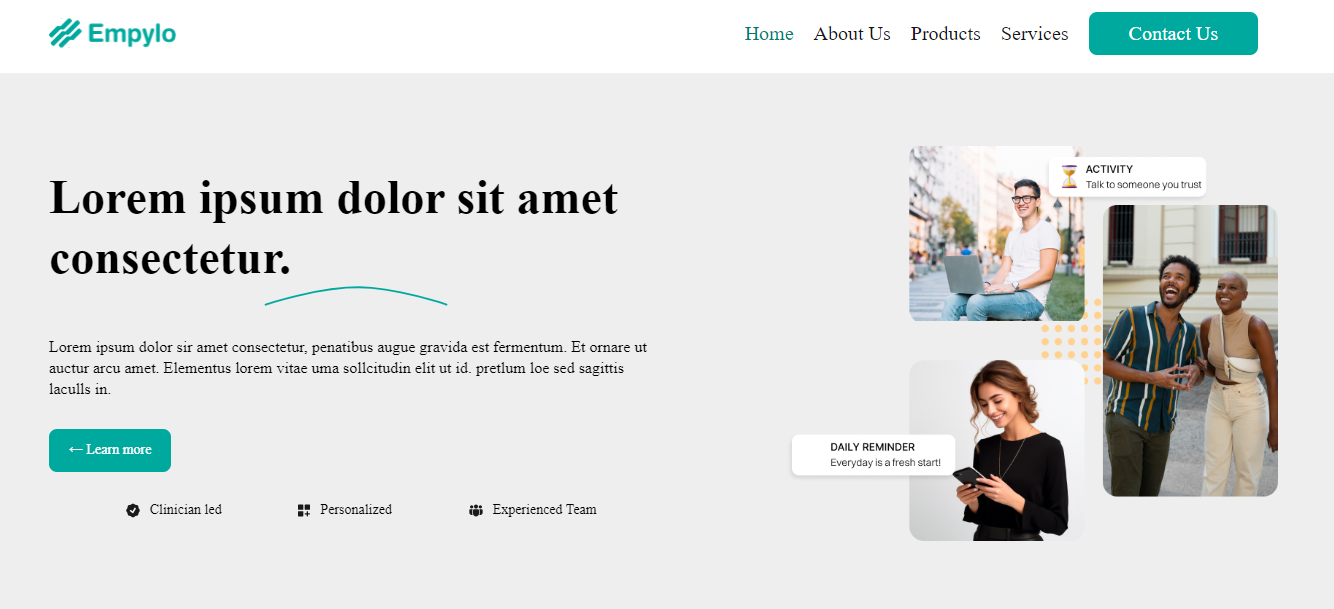 Empylo
Home
About Us
Products
Services
Contact Us
Lorem ipsum dolor sit amet
consectetur.
Lorem ipsum dolor sir amet consectetur, penatibus augue gravida est fermentum. Et ornare ut
auctur arcu amet. Elementus lorem vitae uma sollcitudin elit ut id. pretlum loe sed sagittis
laculls in.
← Learn more
Clinician led
Personalized
Experienced Team
ACTIVITY
Talk to someone you trust
DAILY REMINDER
Everyday is a fresh start!